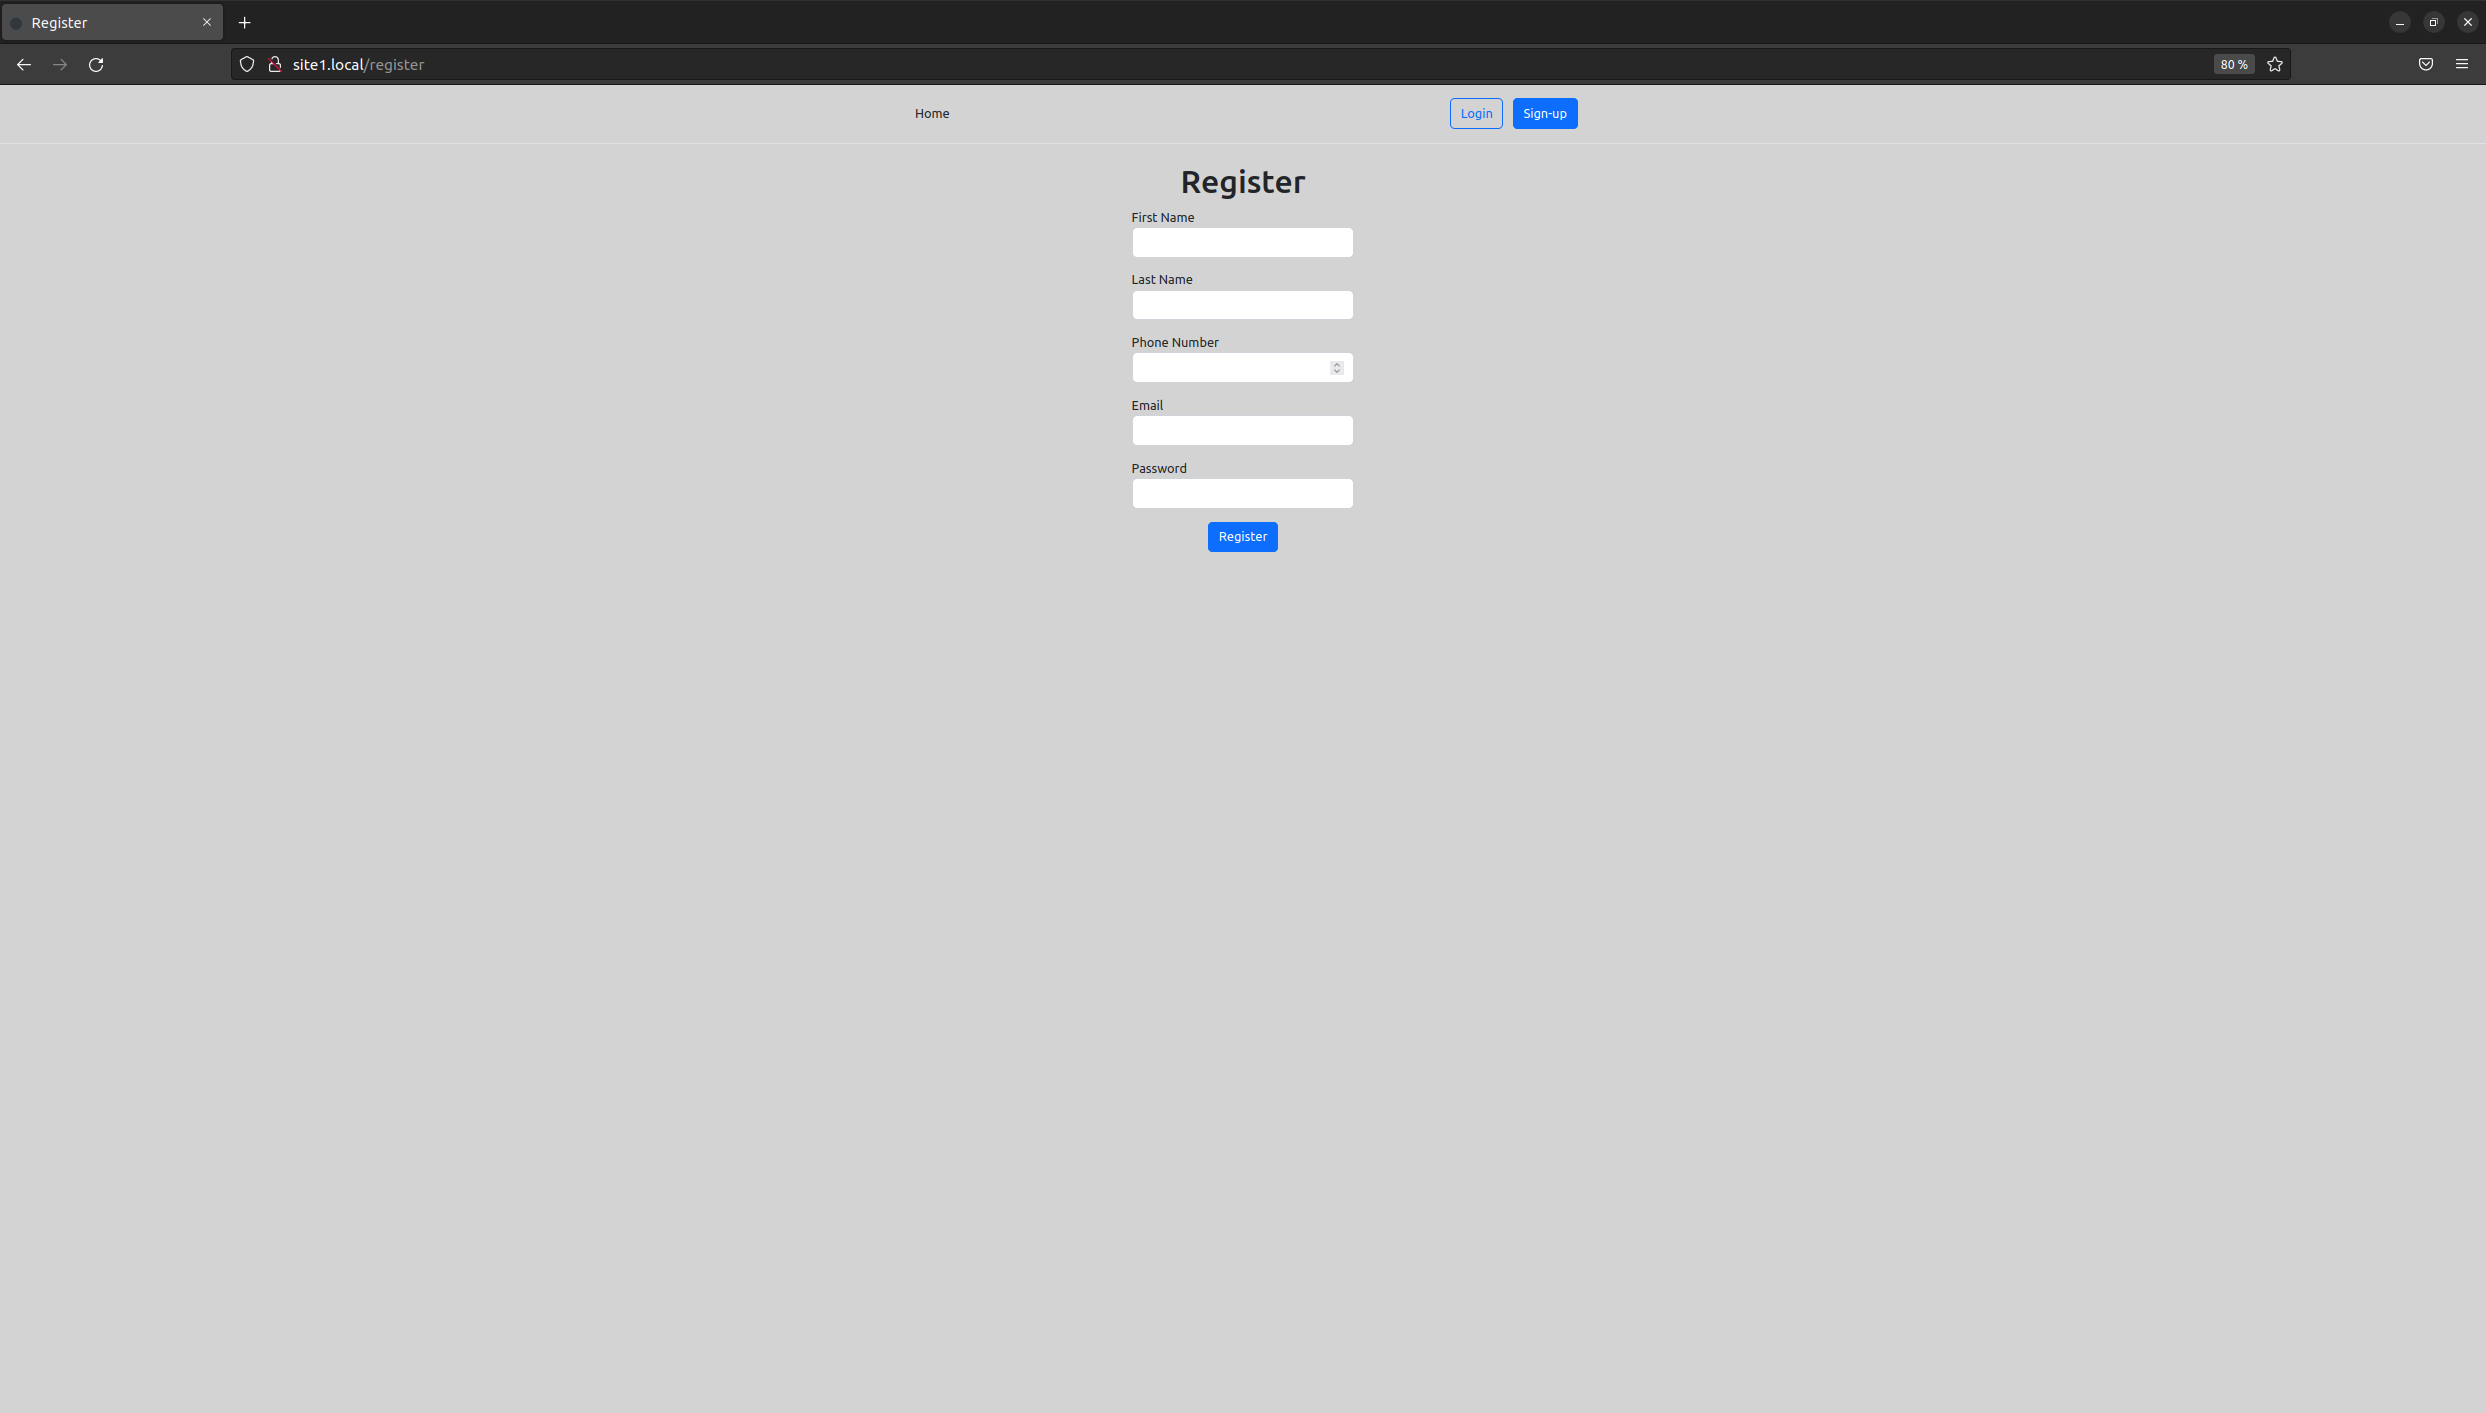 Register
site1.local/register
80 %
Home
Login
Sign-up
Register
First Name
Last Name
Phone Number
Email
Password
Register